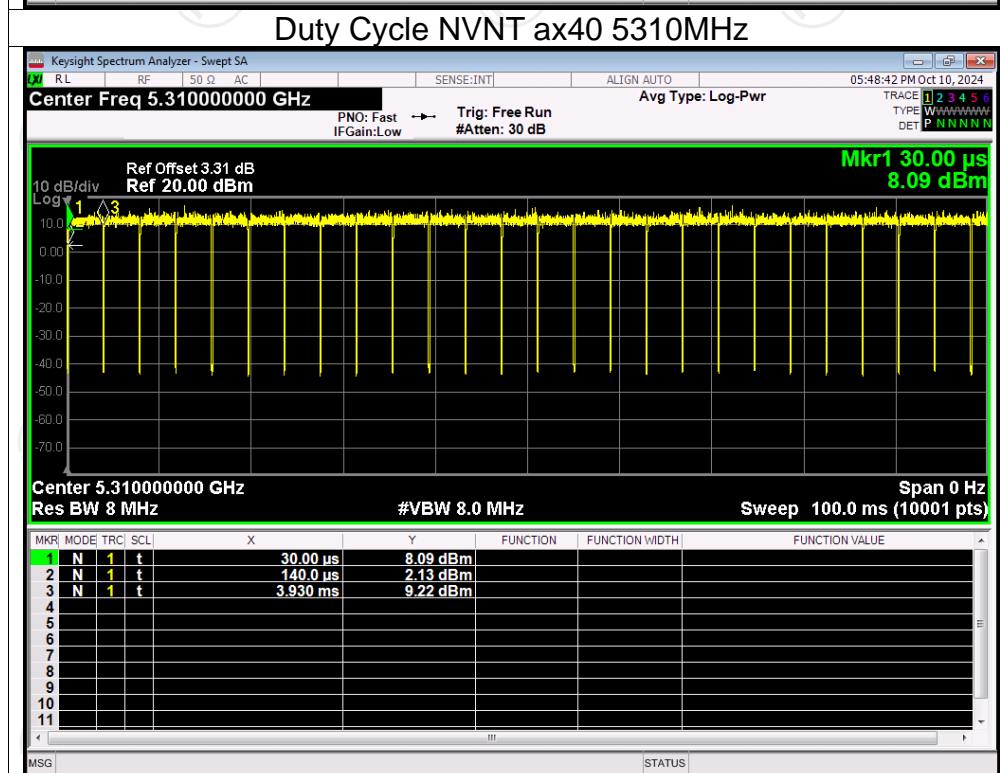 Duty Cycle NVNT ax40 5310MHz
Keysight Spectrum Analyzer - Swept SA
LXI RL RF 50 Ω AC SENSE:INT ALIGN AUTO 05:48:42 PM Oct 10, 2024
Center Freq 5.310000000 GHz Avg Type: Log-Pwr TRACE 1 2 3 4 5 6
PNO: Fast Trig: Free Run TYPE WWWWWW
IFGain:Low #Atten: 30 dB DET P N N N N N
Mkr1 30.00 µs
Ref Offset 3.31 dB 8.09 dBm
10 dB/div Ref 20.00 dBm
Log
1 3
10.0
0.00
-10.0
-20.0
-30.0
-40.0
-50.0
-60.0
-70.0
Center 5.310000000 GHz Span 0 Hz
Res BW 8 MHz #VBW 8.0 MHz Sweep 100.0 ms (10001 pts)
MKR MODE TRC SCL X Y FUNCTION FUNCTION WIDTH FUNCTION VALUE
1 N 1 t 30.00 µs 8.09 dBm
2 N 1 t 140.0 µs 2.13 dBm
3 N 1 t 3.930 ms 9.22 dBm
4
5
6
7
8
9
10
11
MSG STATUS